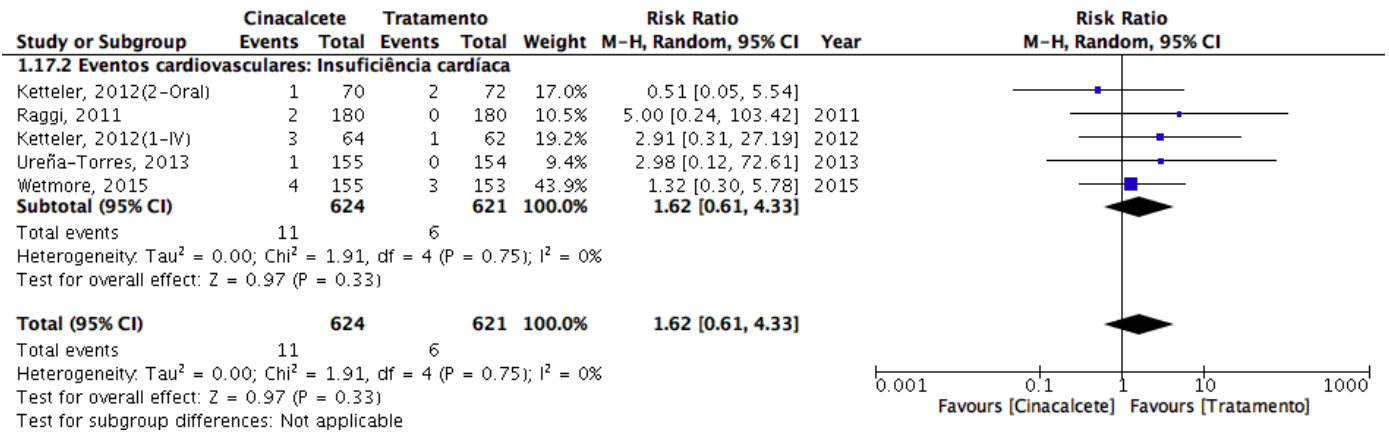 Cinacalcete Tratamento Risk Ratio Risk Ratio
Study or Subgroup Events Total Events Total Weight M-H, Random, 95% CI Year M-H, Random, 95% CI
1.17.2 Eventos cardiovasculares: Insuficiência cardíaca
Ketteler, 2012(2-Oral) 1 70 2 72 17.0% 0.51 [0.05, 5.54]
Raggi, 2011 2 180 0 180 10.5% 5.00 [0.24, 103.42] 2011
Ketteler, 2012(1-IV) 3 64 1 62 19.2% 2.91 [0.31, 27.19] 2012
Ureña-Torres, 2013 1 155 0 154 9.4% 2.98 [0.12, 72.61] 2013
Wetmore, 2015 4 155 3 153 43.9% 1.32 [0.30, 5.78] 2015
Subtotal (95% CI) 624 621 100.0% 1.62 [0.61, 4.33]
Total events 11 6
Heterogeneity: Tau² = 0.00; Chi² = 1.91, df = 4 (P = 0.75); I² = 0%
Test for overall effect: Z = 0.97 (P = 0.33)
Total (95% CI) 624 621 100.0% 1.62 [0.61, 4.33]
Total events 11 6
Heterogeneity: Tau² = 0.00; Chi² = 1.91, df = 4 (P = 0.75); I² = 0%
Test for overall effect: Z = 0.97 (P = 0.33)
Test for subgroup differences: Not applicable
0.001 0.1 1 10 1000
Favours [Cinacalcete] Favours [Tratamento]